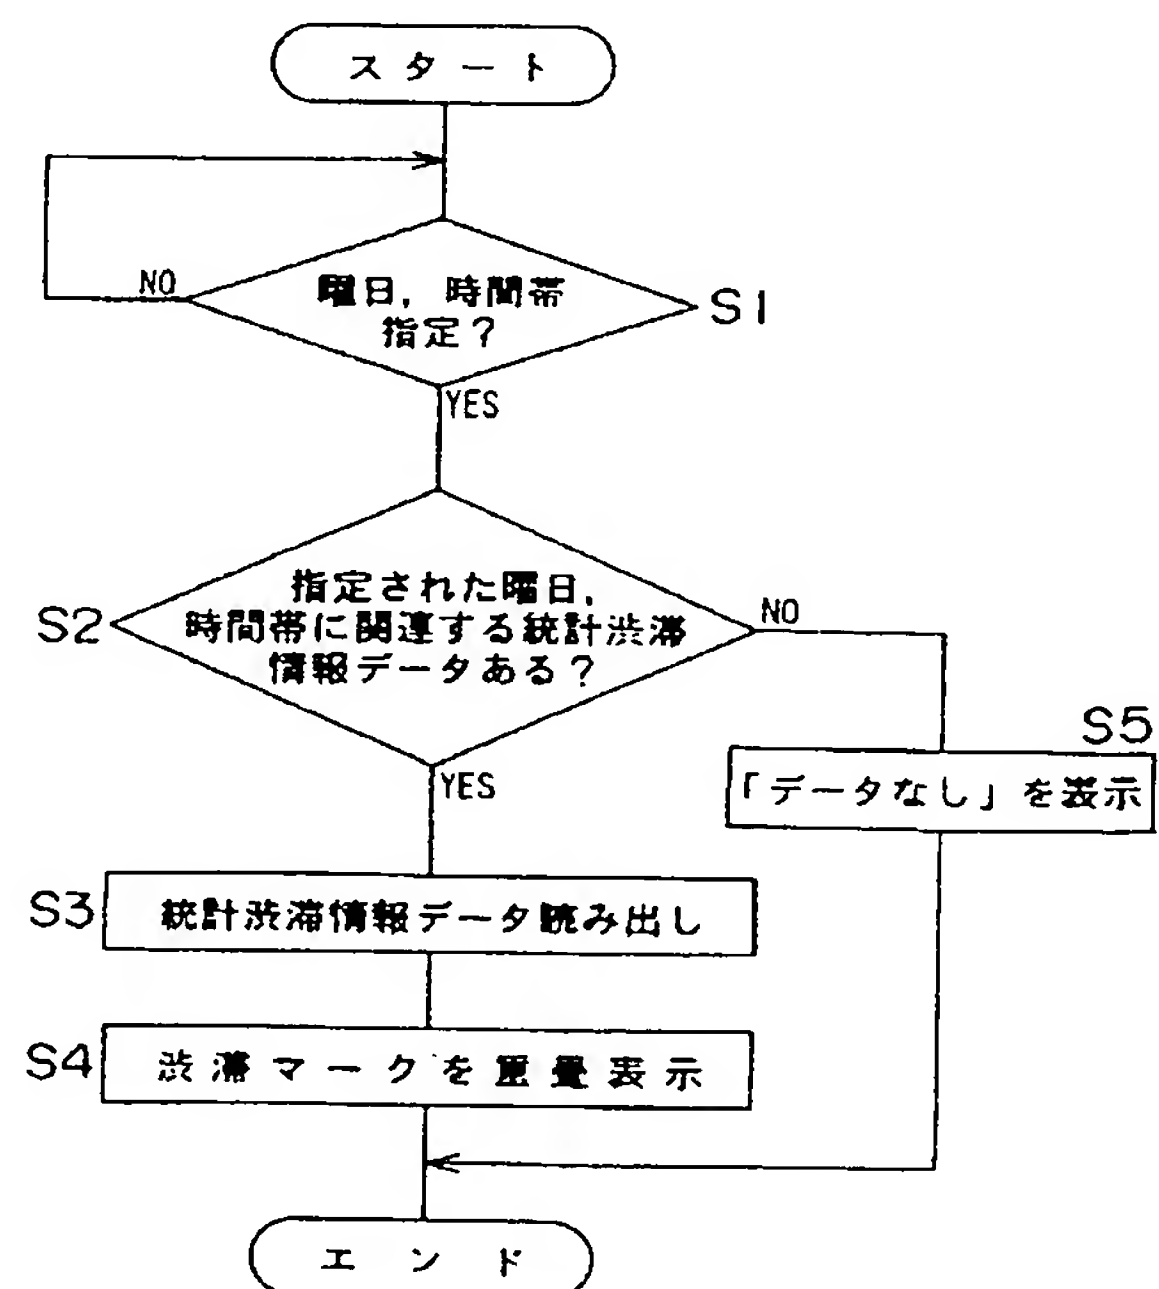 スタート
NO
曜日,時間帯
指定?
S1
YES
指定された曜日,
S2
時間帯に関連する統計渋滞
情報データある?
NO
YES
S5
「データなし」を表示
S3
統計渋滞情報データ読み出し
S4
渋滞マークを重畳表示
エンド